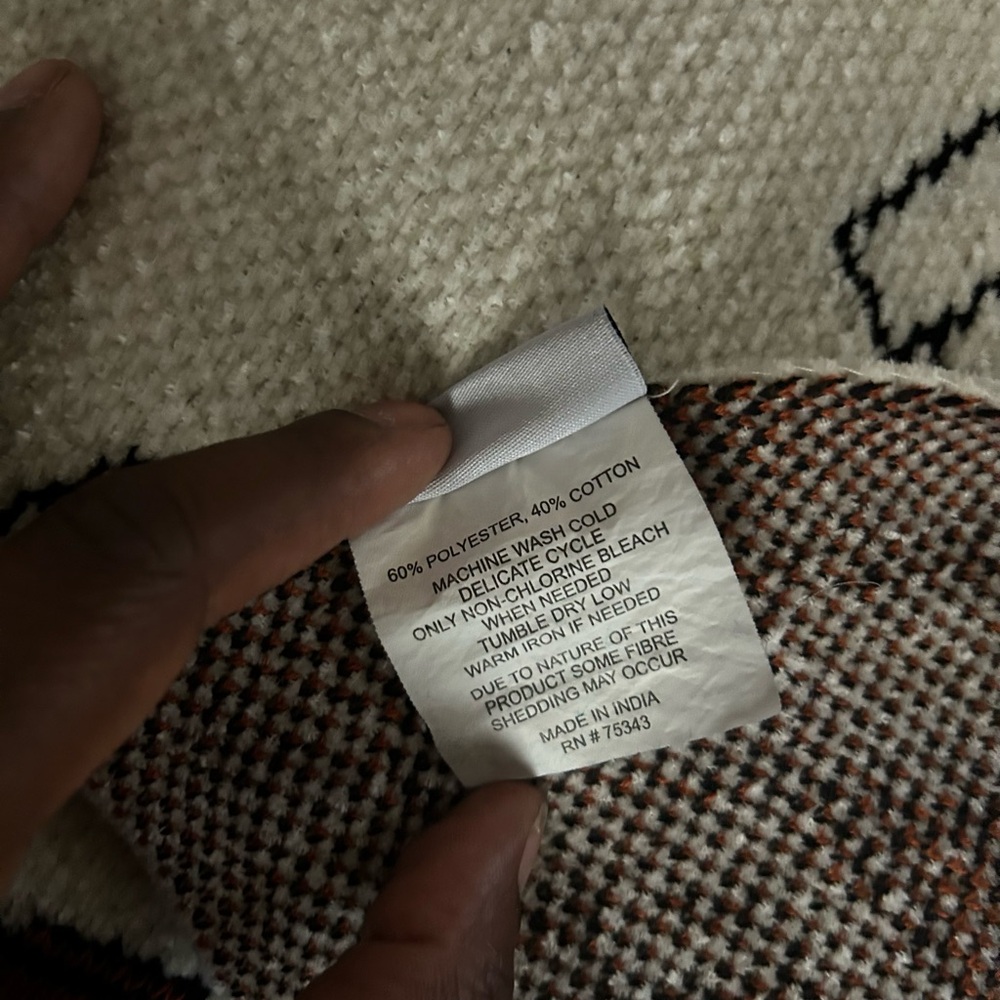 60% POLYESTER, 40% COTTON
MACHINE WASH COLD
DELICATE CYCLE
ONLY NON-CHLORINE BLEACH
WHEN NEEDED
TUMBLE DRY LOW
WARM IRON IF NEEDED
DUE TO NATURE OF THIS
PRODUCT SOME FIBRE
SHEDDING MAY OCCUR
MADE IN INDIA
RN # 75343